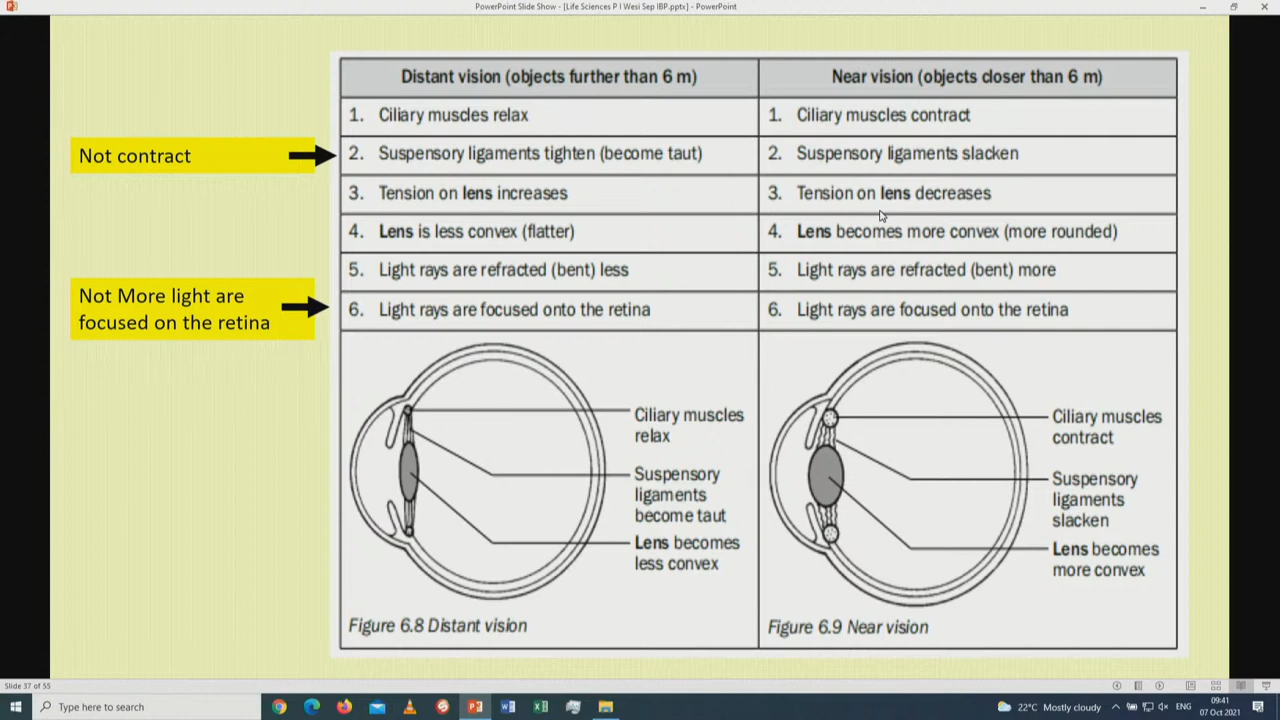 PowerPoint Slide Show - [Life Sciences P I Wesi Sep IBP.pptx] - PowerPoint
Distant vision (objects further than 6 m)
Near vision (objects closer than 6 m)
1. Ciliary muscles relax
1. Ciliary muscles contract
Not contract
2. Suspensory ligaments tighten (become taut)
2. Suspensory ligaments slacken
3. Tension on lens increases
3. Tension on lens decreases
4. Lens is less convex (flatter)
4. Lens becomes more convex (more rounded)
5. Light rays are refracted (bent) less
5. Light rays are refracted (bent) more
Not More light are
focused on the retina
6. Light rays are focused onto the retina
6. Light rays are focused onto the retina
Ciliary muscles
relax
Suspensory
ligaments
become taut
Lens becomes
less convex
Figure 6.8 Distant vision
Ciliary muscles
contract
Suspensory
ligaments
slacken
Lens becomes
more convex
Figure 6.9 Near vision
Slide 37 of 55
Type here to search
22°C Mostly cloudy
ENG
09:41
07 Oct 2021